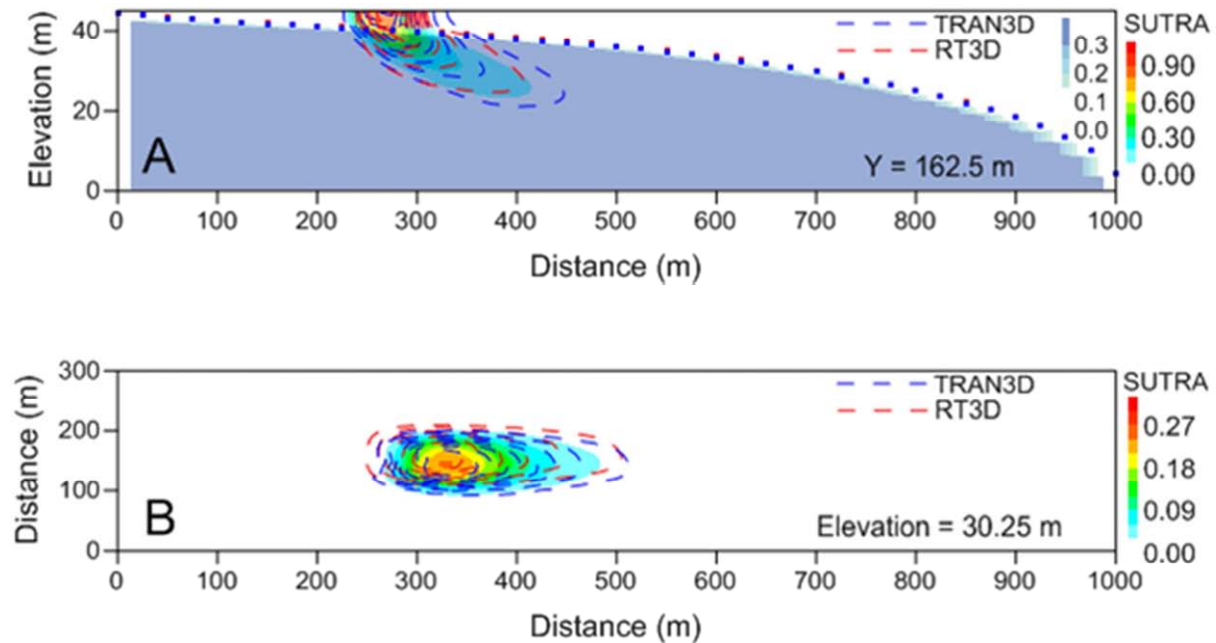 TRAN3D SUTRA
RT3D
Elevation (m)
40
20
0
0.3
0.2
0.1
0.0
0.90
0.60
0.30
0.00
A
Y = 162.5 m
0 100 200 300 400 500 600 700 800 900 1000
Distance (m)
TRAN3D SUTRA
RT3D
Distance (m)
300
200
100
0
0.27
0.18
0.09
0.00
B
Elevation = 30.25 m
0 100 200 300 400 500 600 700 800 900 1000
Distance (m)